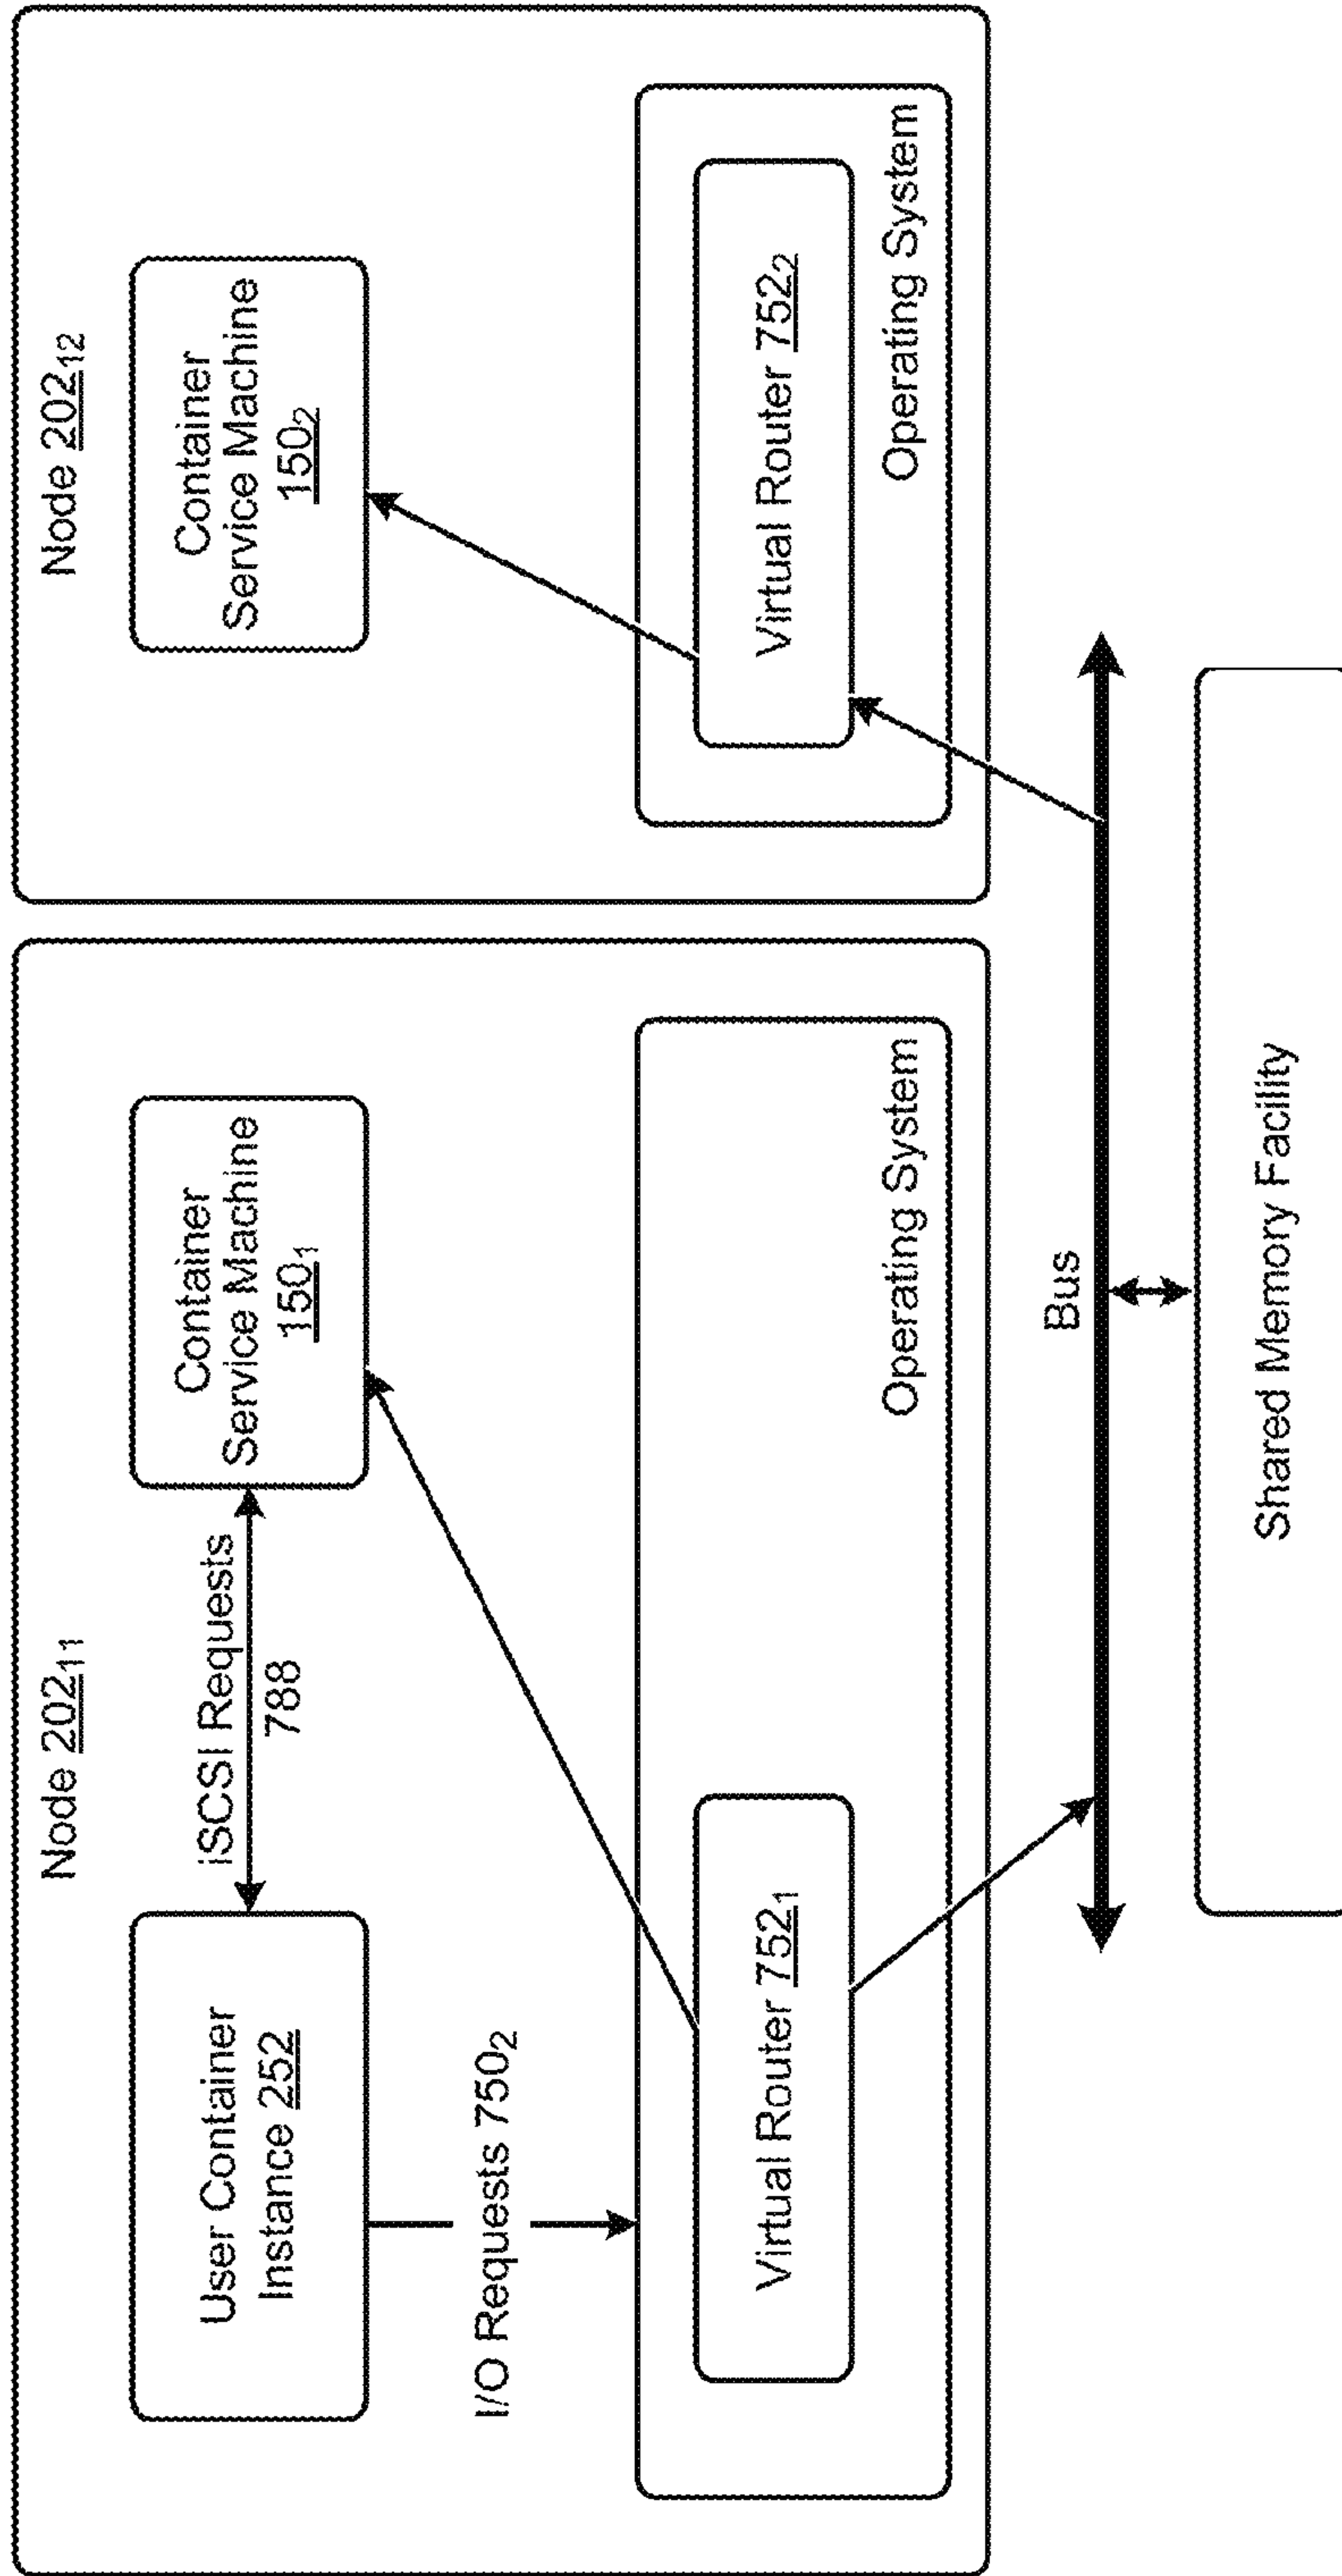 Node 202₁₁
User Container
Instance 252
iSCSI Requests
788
Container
Service Machine
150₁
I/O Requests 750₂
Virtual Router 752₁
Operating System
Node 202₁₂
Container
Service Machine
150₂
Virtual Router 752₂
Operating System
Bus
Shared Memory Facility